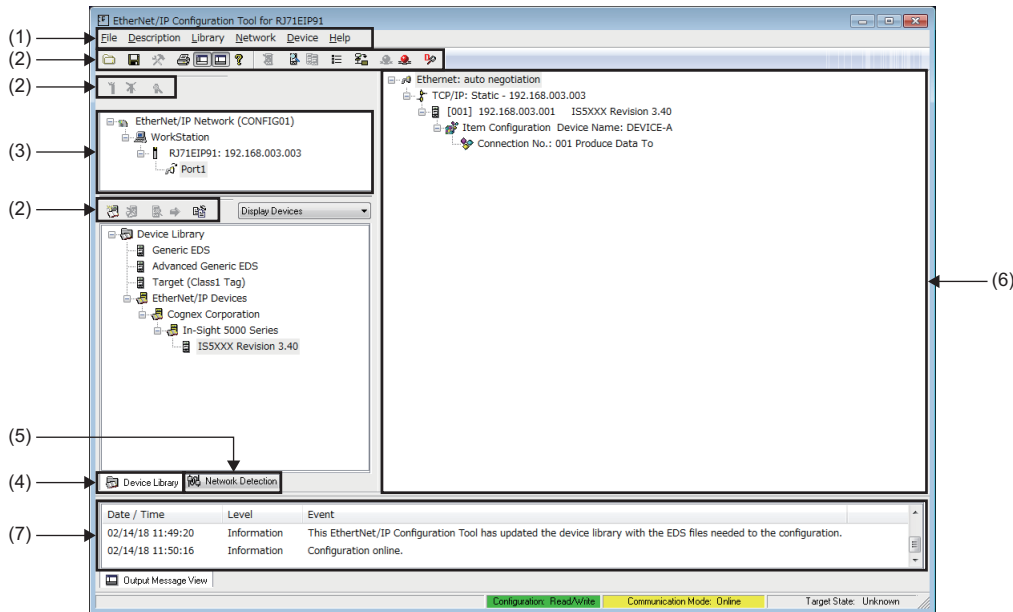 EtherNet/IP Configuration Tool for RJ71EIP91
(1)
File Description Library Network Device Help
(2)
(2)
(3)
EtherNet/IP Network (CONFIG01)
WorkStation
RJ71EIP91: 192.168.003.003
Port1
(2)
Display Devices
Device Library
Generic EDS
Advanced Generic EDS
Target (Class1 Tag)
EtherNet/IP Devices
Cognex Corporation
In-Sight 5000 Series
IS5XXX Revision 3.40
(5)
(4)
Device Library Network Detection
Ethernet: auto negotiation
TCP/IP: Static - 192.168.003.003
[001] 192.168.003.001 IS5XXX Revision 3.40
Item Configuration Device Name: DEVICE-A
Connection No.: 001 Produce Data To
(6)
(7)
Date / Time Level Event
02/14/18 11:49:20 Information This EthertNet/IP Configuration Tool has updated the device library with the EDS files needed to the configuration.
02/14/18 11:50:16 Information Configuration online.
Output Message View
Configuration: Read/Write Communication Mode: Online Target State: Unknown